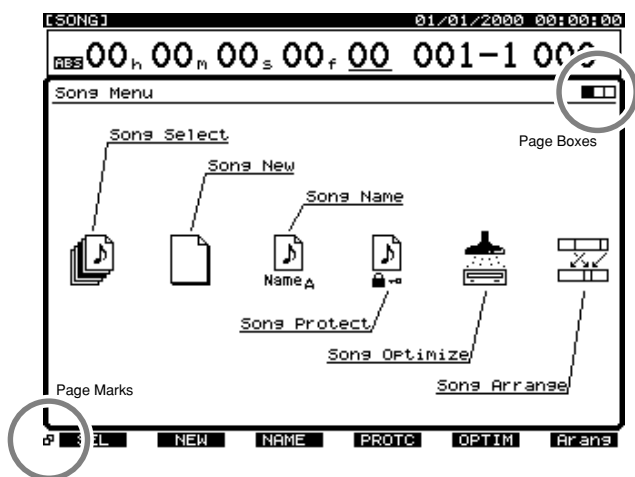 [SONG] 01/01/2000 00:00:00
ABS 00h 00m 00s 00f 00 001-1 000
Song Menu
Song Select
Page Boxes
Song New
Song Name
Name A
Song Protect
Song Optimize
Page Marks
Song Arrange
SEL NEW NAME PROTC OPTIM Arang